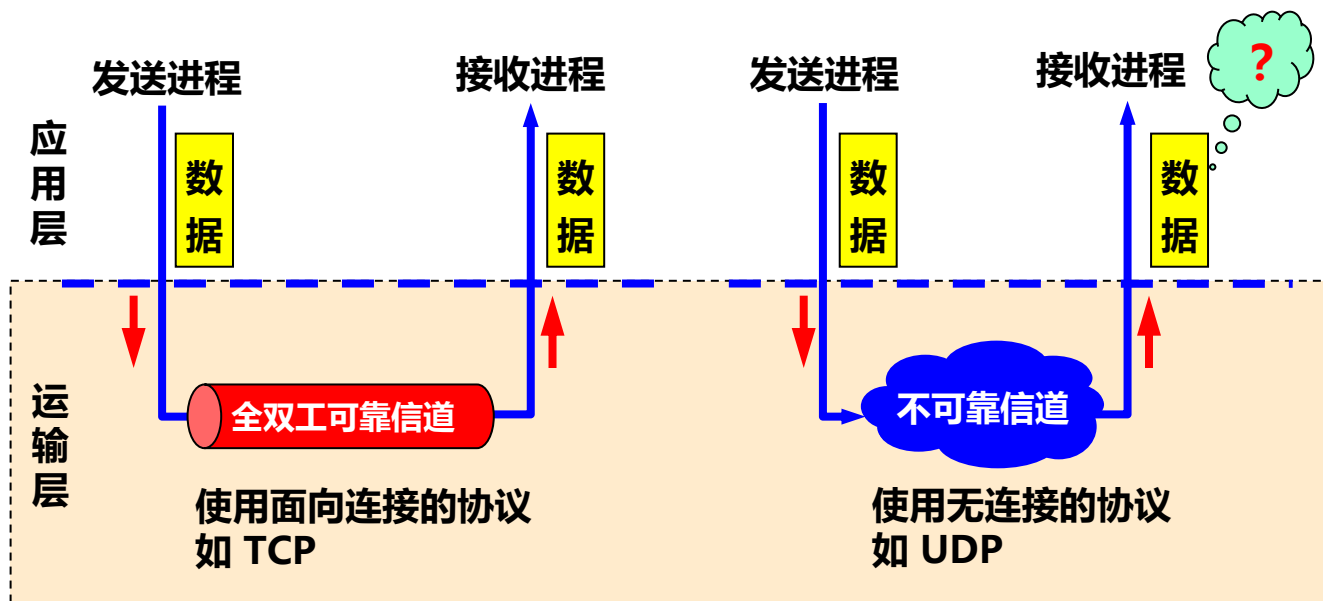 发送进程
接收进程
发送进程
接收进程
?
应用层
数据
数据
数据
数据
运输层
全双工可靠信道
不可靠信道
使用面向连接的协议
如 TCP
使用无连接的协议
如 UDP